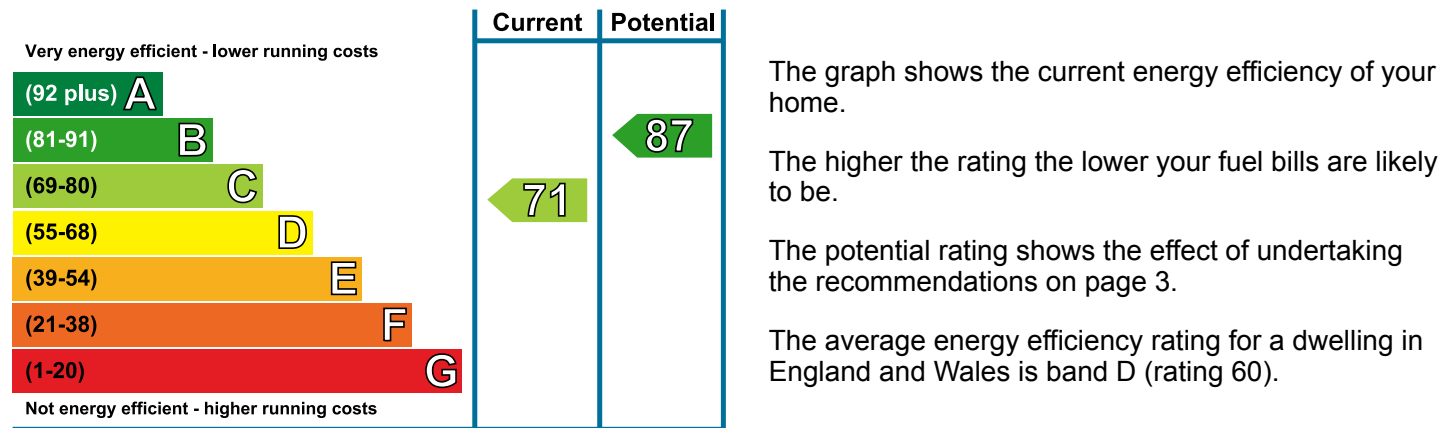 Current Potential
Very energy efficient - lower running costs
(92 plus) A
(81-91) B
87
(69-80) C
71
(55-68) D
(39-54) E
(21-38) F
(1-20) G
Not energy efficient - higher running costs
The graph shows the current energy efficiency of your
home.
The higher the rating the lower your fuel bills are likely
to be.
The potential rating shows the effect of undertaking
the recommendations on page 3.
The average energy efficiency rating for a dwelling in
England and Wales is band D (rating 60).